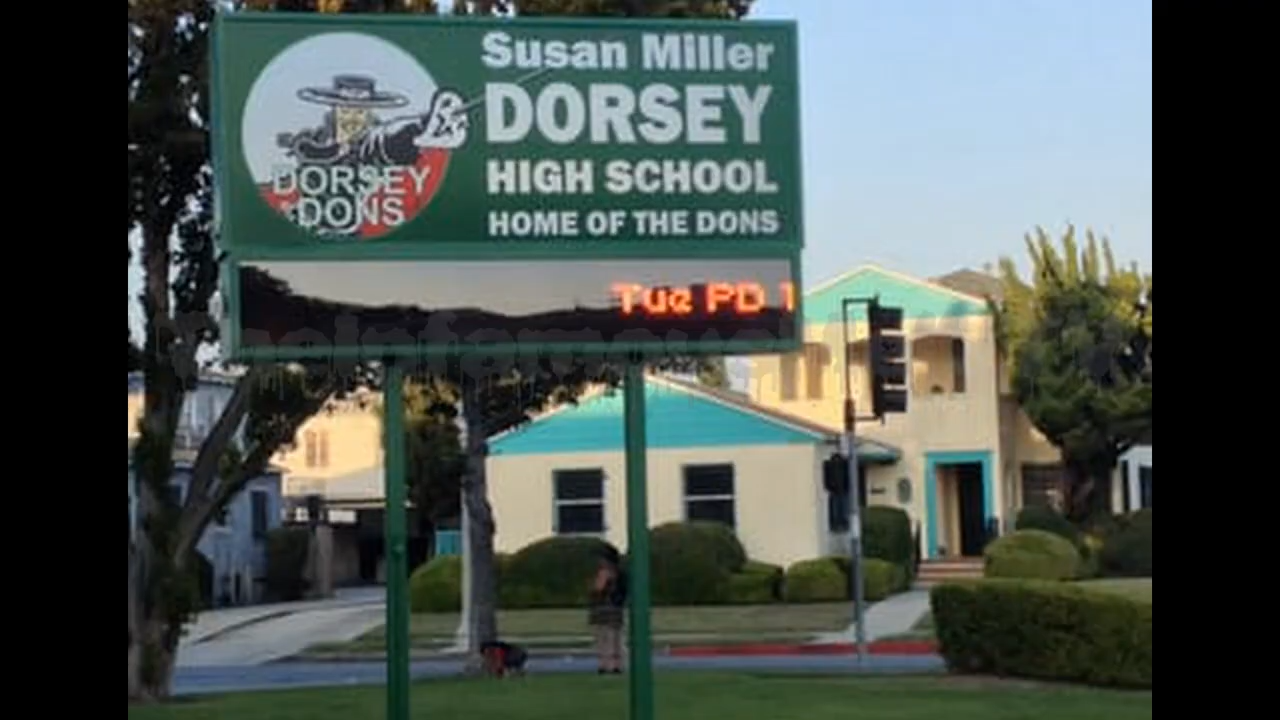 Susan Miller
DORSEY
HIGH SCHOOL
HOME OF THE DONS
DORSEY
DONS
Tue PD 1